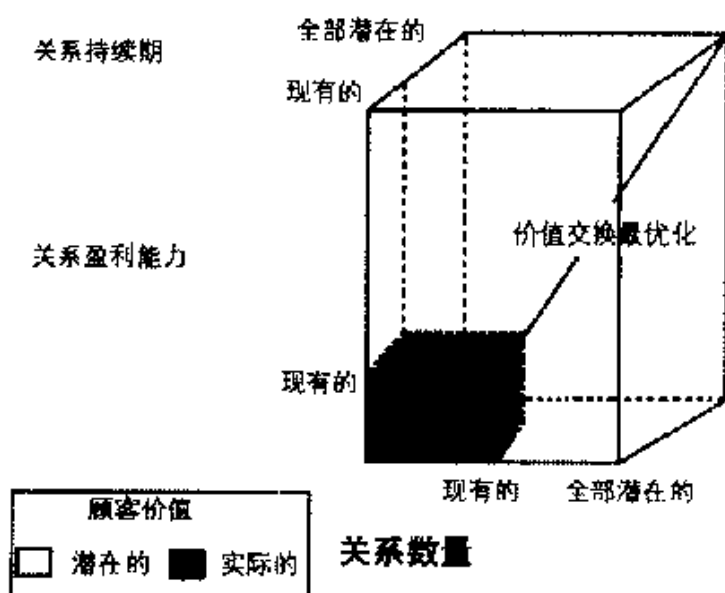 全部潜在的
关系持续期
现有的
价值交换最优化
关系盈利能力
现有的
现有的 全部潜在的
顾客价值
潜在的 实际的
关系数量